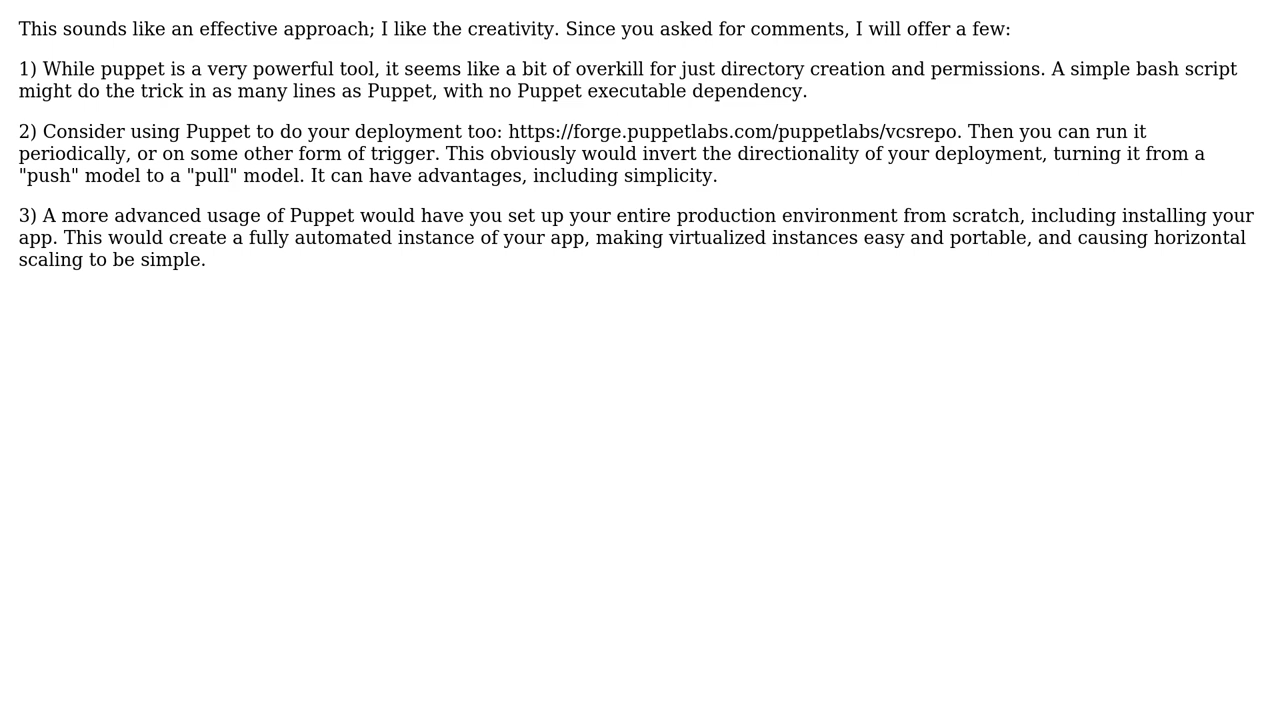 This sounds like an effective approach; I like the creativity. Since you asked for comments, I will offer a few:
1) While puppet is a very powerful tool, it seems like a bit of overkill for just directory creation and permissions. A simple bash script
might do the trick in as many lines as Puppet, with no Puppet executable dependency.
2) Consider using Puppet to do your deployment too: https://forge.puppetlabs.com/puppetlabs/vcsrepo. Then you can run it
periodically, or on some other form of trigger. This obviously would invert the directionality of your deployment, turning it from a
"push" model to a "pull" model. It can have advantages, including simplicity.
3) A more advanced usage of Puppet would have you set up your entire production environment from scratch, including installing your
app. This would create a fully automated instance of your app, making virtualized instances easy and portable, and causing horizontal
scaling to be simple.